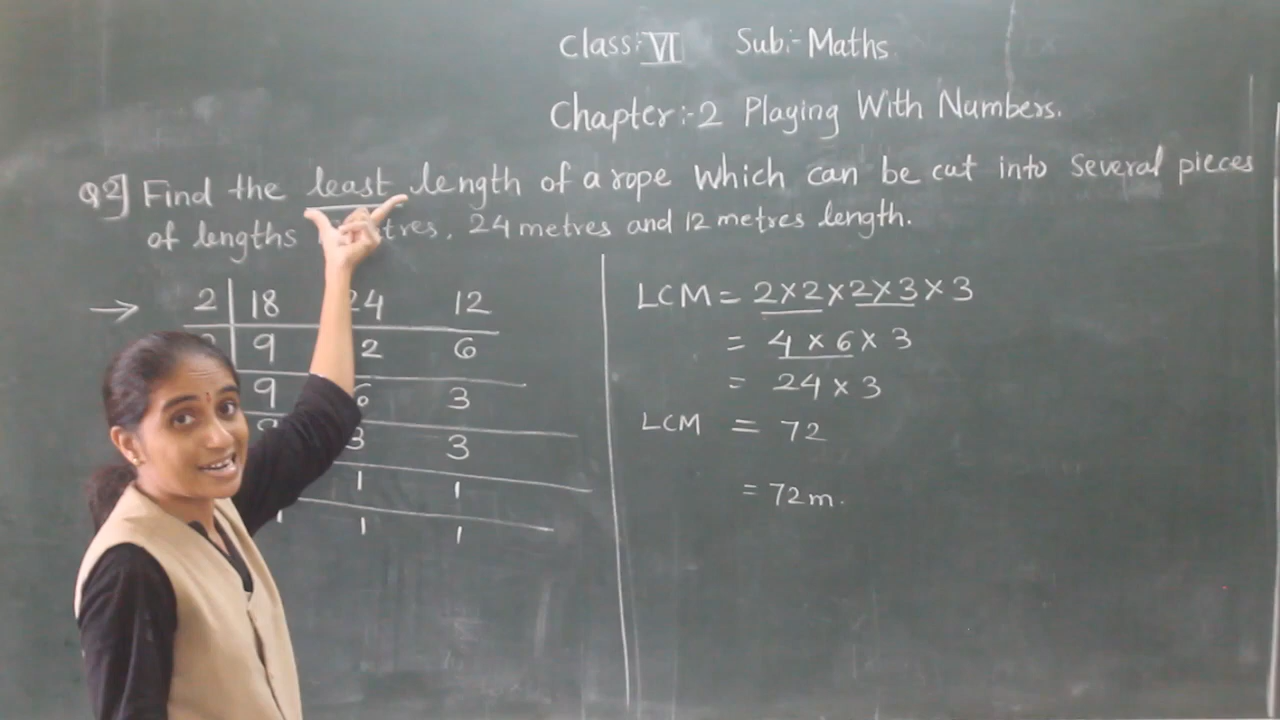 Class:- VI Sub:- Maths
Chapter:-2 Playing With Numbers.
Q2] Find the least length of a rope which can be cut into several pieces
of lengths 24 metres and 12 metres length.
→ 2 18 24 12
9 2 6
9 6 3
3 3
1 1
1 1
LCM = 2×2×2×3×3
= 4 × 6 × 3
= 24 × 3
LCM = 72
= 72m.